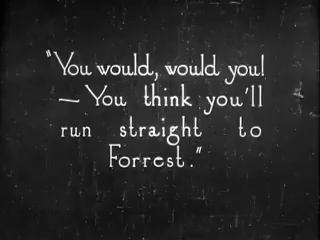 "You would, would you!
— You think you'll
run straight to
Forrest."